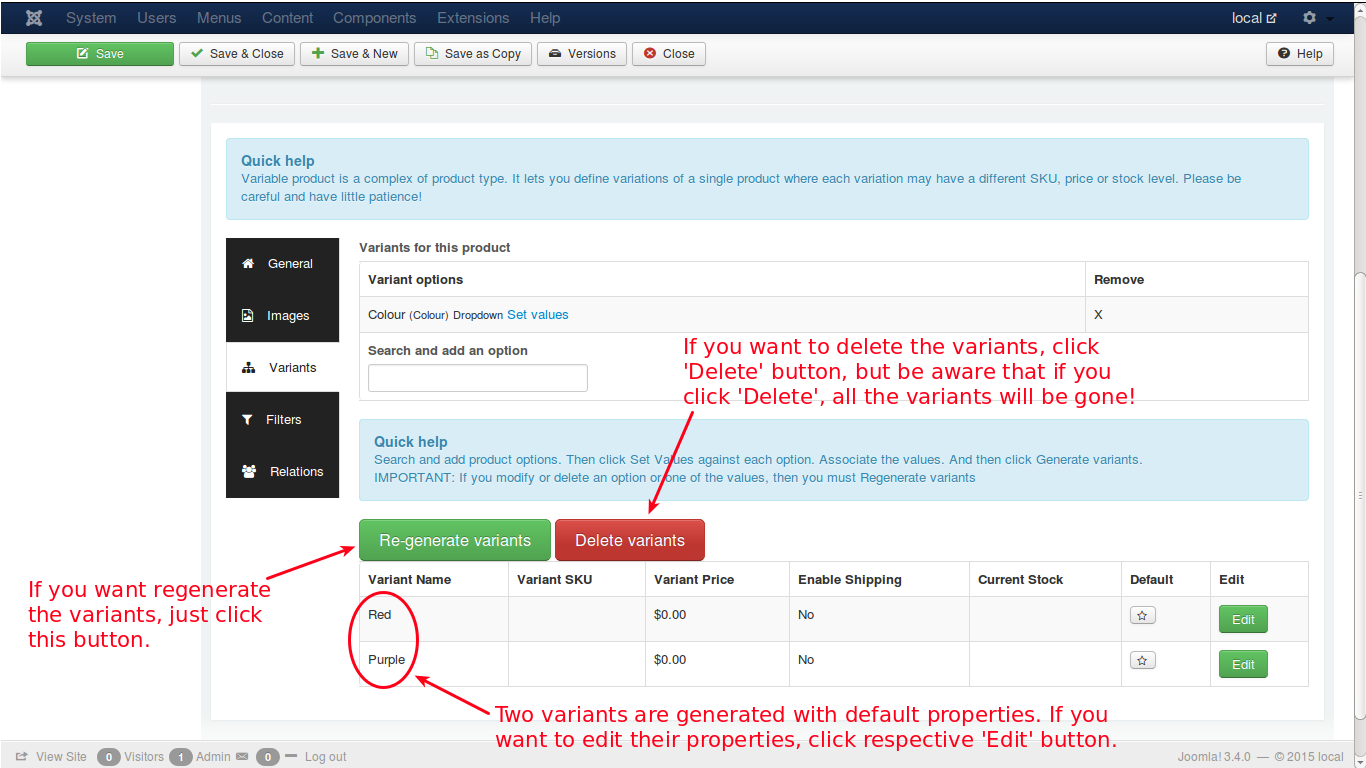 System Users Menus Content Components Extensions Help local
Save Save & Close Save & New Save as Copy Versions Close Help
Quick help
Variable product is a complex of product type. It lets you define variations of a single product where each variation may have a different SKU, price or stock level. Please be
careful and have little patience!
General
Images
Variants
Filters
Relations
Variants for this product
Variant options Remove
Colour (Colour) Dropdown Set values X
Search and add an option
If you want to delete the variants, click
'Delete' button, but be aware that if you
click 'Delete', all the variants will be gone!
Quick help
Search and add product options. Then click Set Values against each option. Associate the values. And then click Generate variants.
IMPORTANT: If you modify or delete an option or one of the values, then you must Regenerate variants
Re-generate variants Delete variants
If you want regenerate
the variants, just click
this button.
Variant Name Variant SKU Variant Price Enable Shipping Current Stock Default Edit
Red $0.00 No Edit
Purple $0.00 No Edit
Two variants are generated with default properties. If you
want to edit their properties, click respective 'Edit' button.
View Site 0 Visitors 1 Admin 0 Log out Joomla! 3.4.0 — © 2015 local